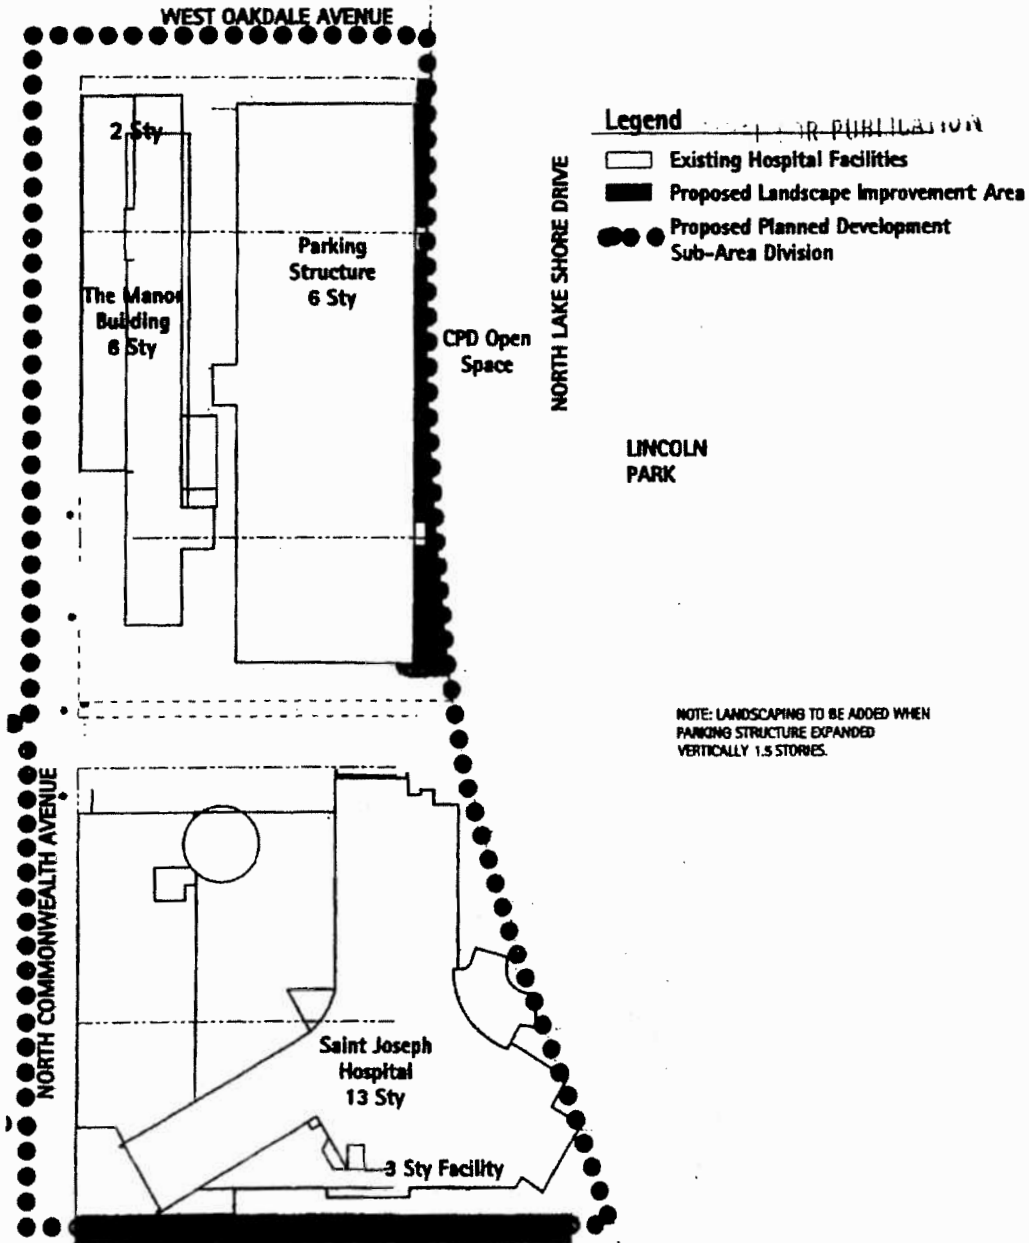 WEST OAKDALE AVENUE
2 Sty
Parking
Structure
6 Sty
The Manor
Building
6 Sty
CPD Open
Space
NORTH LAKE SHORE DRIVE
Legend
PUBLICATION
Existing Hospital Facilities
Proposed Landscape Improvement Area
Proposed Planned Development
Sub-Area Division
LINCOLN
PARK
NOTE: LANDSCAPING TO BE ADDED WHEN
PARKING STRUCTURE EXPANDED
VERTICALLY 1.5 STORIES.
NORTH COMMONWEALTH AVENUE
Saint Joseph
Hospital
13 Sty
3 Sty Facility